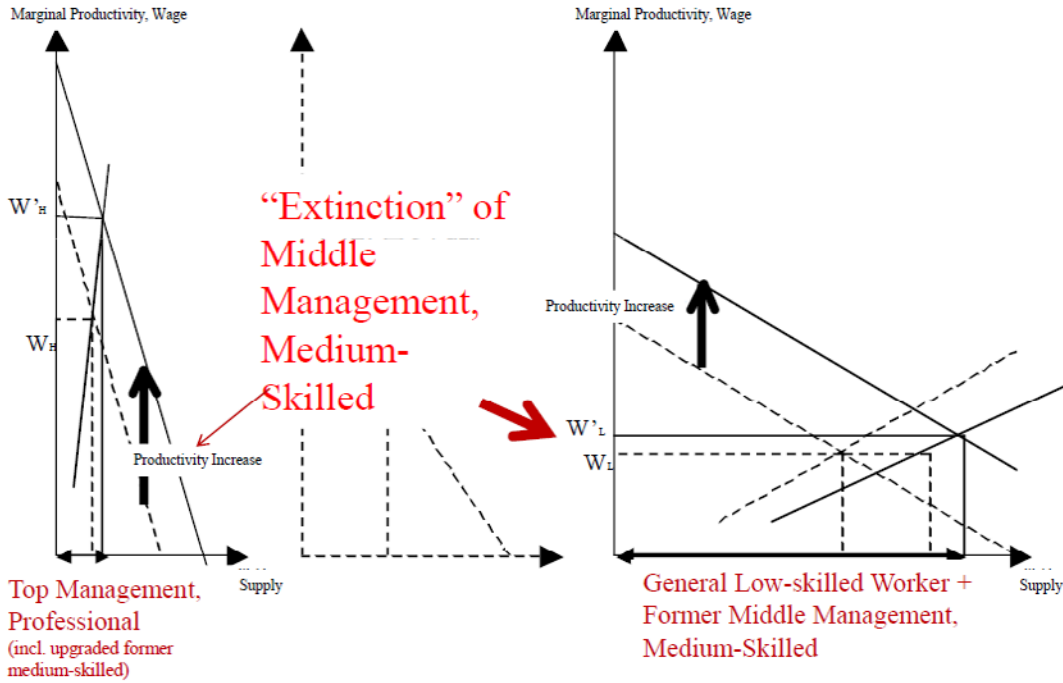 Marginal Productivity, Wage
Marginal Productivity, Wage
W'H
WH
Productivity Increase
Supply
Top Management,
Professional
(incl. upgraded former
medium-skilled)
“Extinction” of
Middle
Management,
Medium-
Skilled
Productivity Increase
W'L
WL
Supply
General Low-skilled Worker +
Former Middle Management,
Medium-Skilled